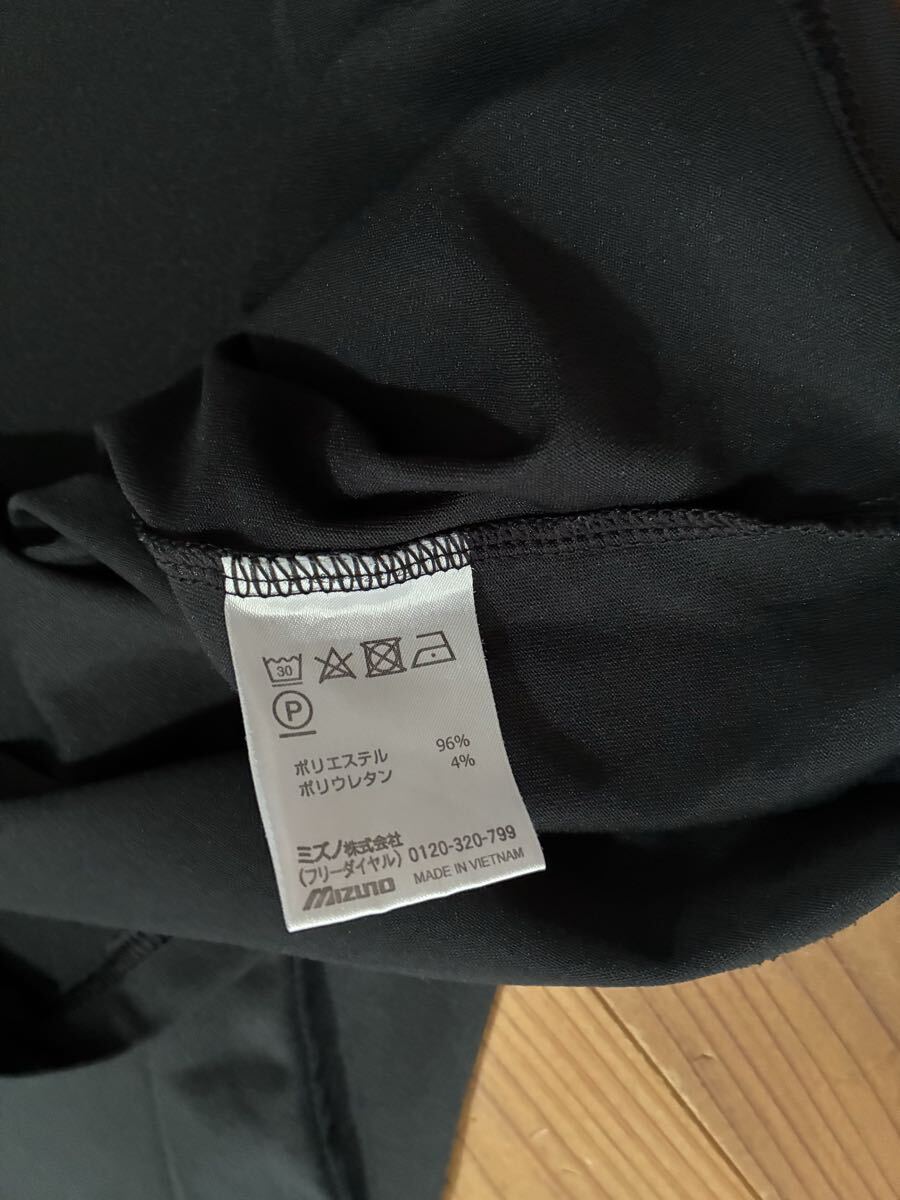 30
P
ポリエステル 96%
ポリウレタン 4%
ミズノ株式会社
(フリーダイヤル) 0120-320-799
MIZUNO MADE IN VIETNAM